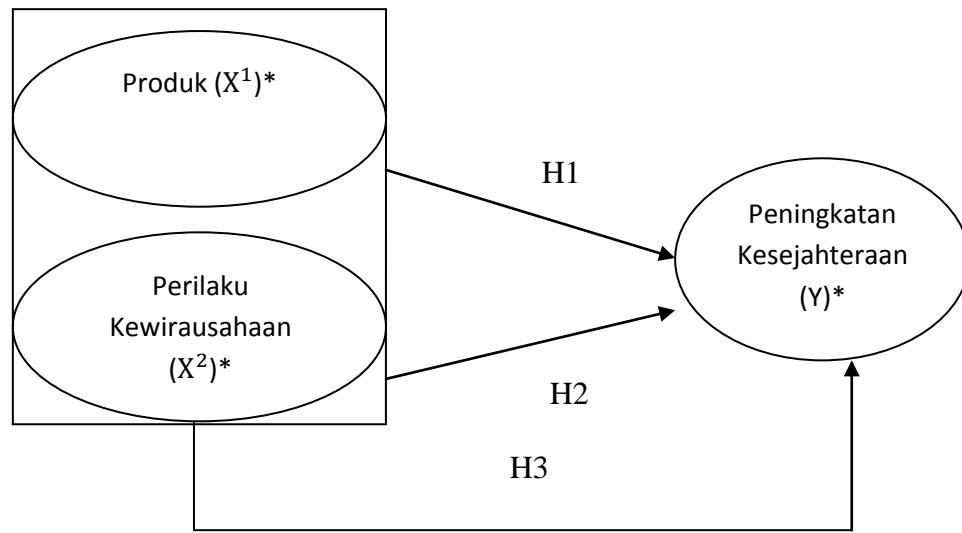 Produk (X¹)*
H1
Peningkatan
Kesejahteraan
(Y)*
Perilaku
Kewirausahaan
(X²)*
H2
H3